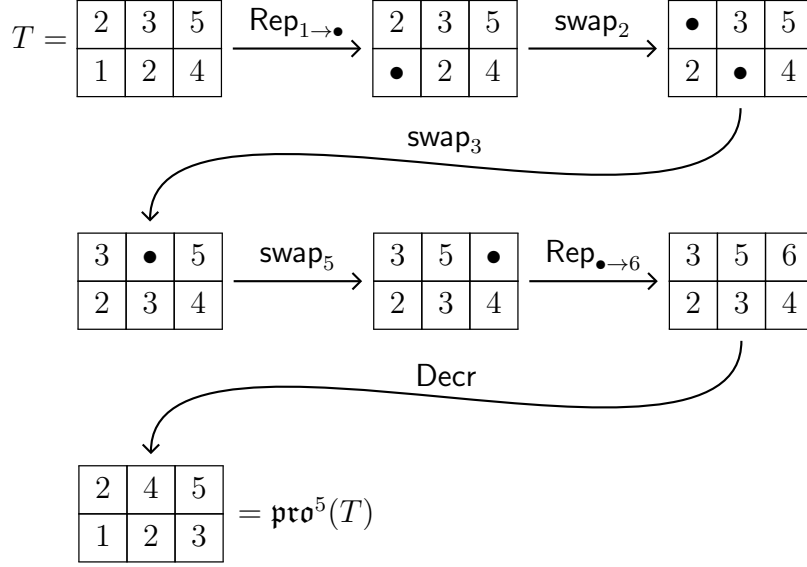 T = 2 3 5 Rep₁→• 2 3 5 swap₂ • 3 5
1 2 4 • 2 4 2 • 4
swap₃
3 • 5 swap₅ 3 5 • Rep•→₆ 3 5 6
2 3 4 2 3 4 2 3 4
Decr
2 4 5 = 𝔭𝔯𝔬⁵(T)
1 2 3